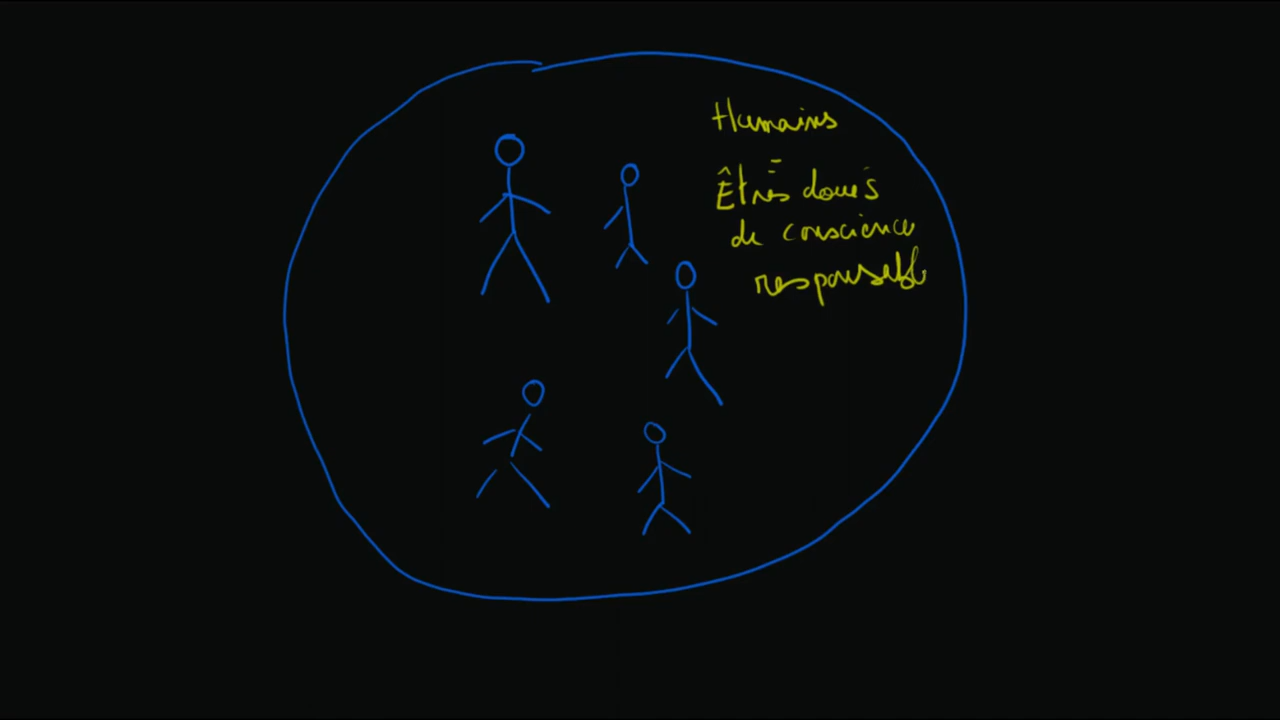 Humains
=
Êtres doués
de conscience
responsable